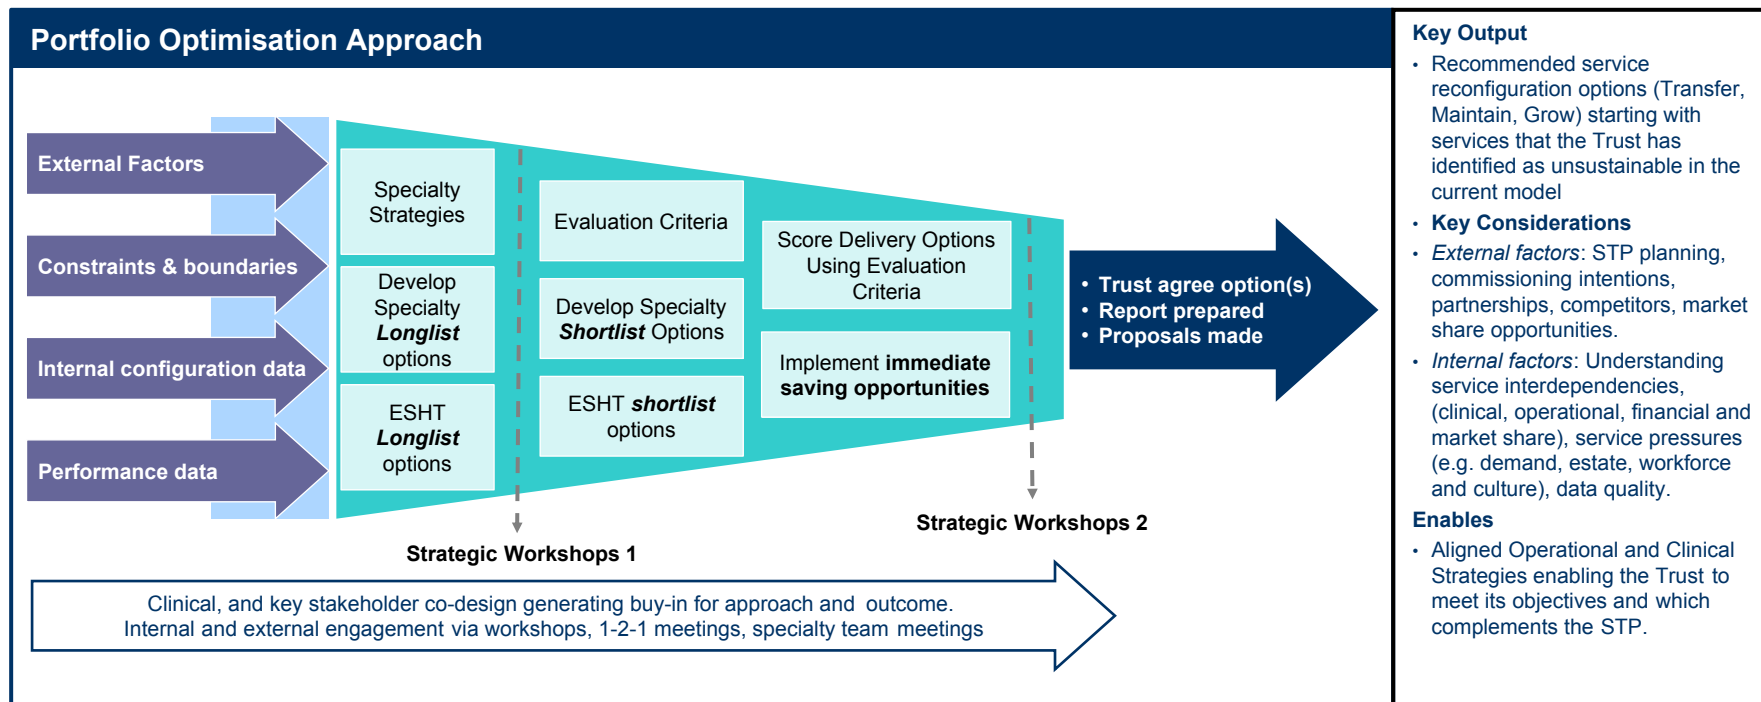 Portfolio Optimisation Approach
External Factors
Constraints & boundaries
Internal configuration data
Performance data
Specialty
Strategies
Develop
Specialty
Longlist
options
ESHT
Longlist
options
Evaluation Criteria
Develop Specialty
Shortlist Options
ESHT shortlist
options
Score Delivery Options
Using Evaluation
Criteria
Implement immediate
saving opportunities
• Trust agree option(s)
• Report prepared
• Proposals made
Strategic Workshops 1
Strategic Workshops 2
Clinical, and key stakeholder co-design generating buy-in for approach and outcome.
Internal and external engagement via workshops, 1-2-1 meetings, specialty team meetings
Key Output
• Recommended service
reconfiguration options (Transfer,
Maintain, Grow) starting with
services that the Trust has
identified as unsustainable in the
current model
• Key Considerations
• External factors: STP planning,
commissioning intentions,
partnerships, competitors, market
share opportunities.
• Internal factors: Understanding
service interdependencies,
(clinical, operational, financial and
market share), service pressures
(e.g. demand, estate, workforce
and culture), data quality.
Enables
• Aligned Operational and Clinical
Strategies enabling the Trust to
meet its objectives and which
complements the STP.